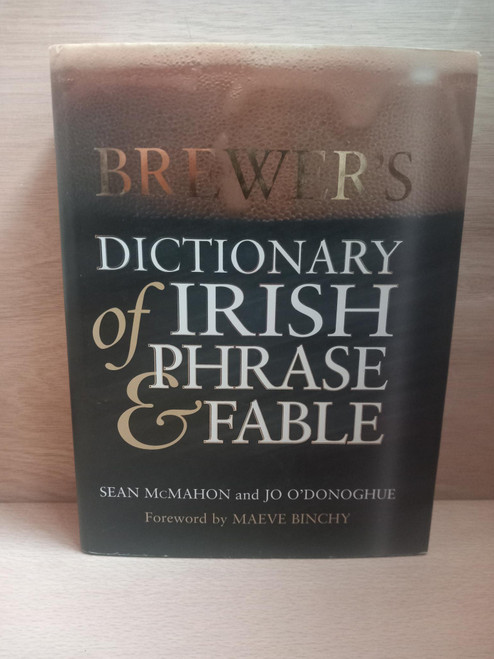 BREWER'S
DICTIONARY
of IRISH
PHRASE
& FABLE
SEAN McMAHON and JO O'DONOGHUE
Foreword by MAEVE BINCHY